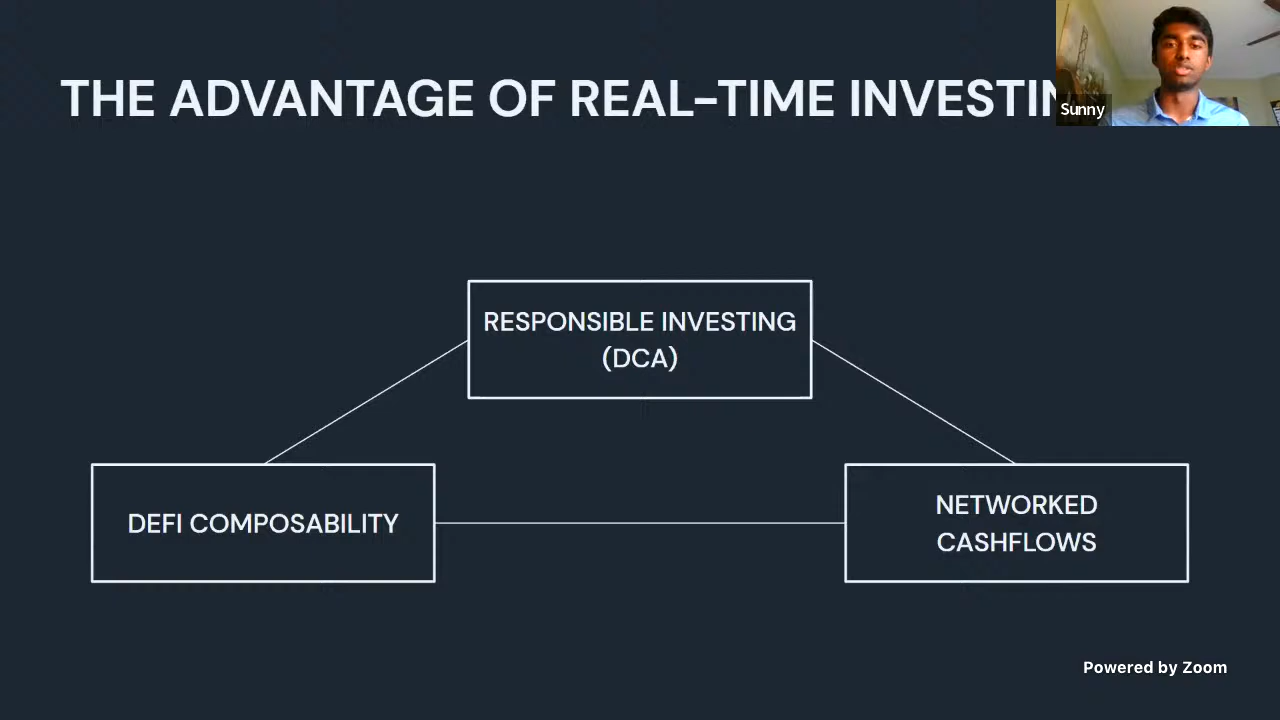 THE ADVANTAGE OF REAL-TIME INVESTIN
Sunny
RESPONSIBLE INVESTING
(DCA)
DEFI COMPOSABILITY
NETWORKED
CASHFLOWS
Powered by Zoom